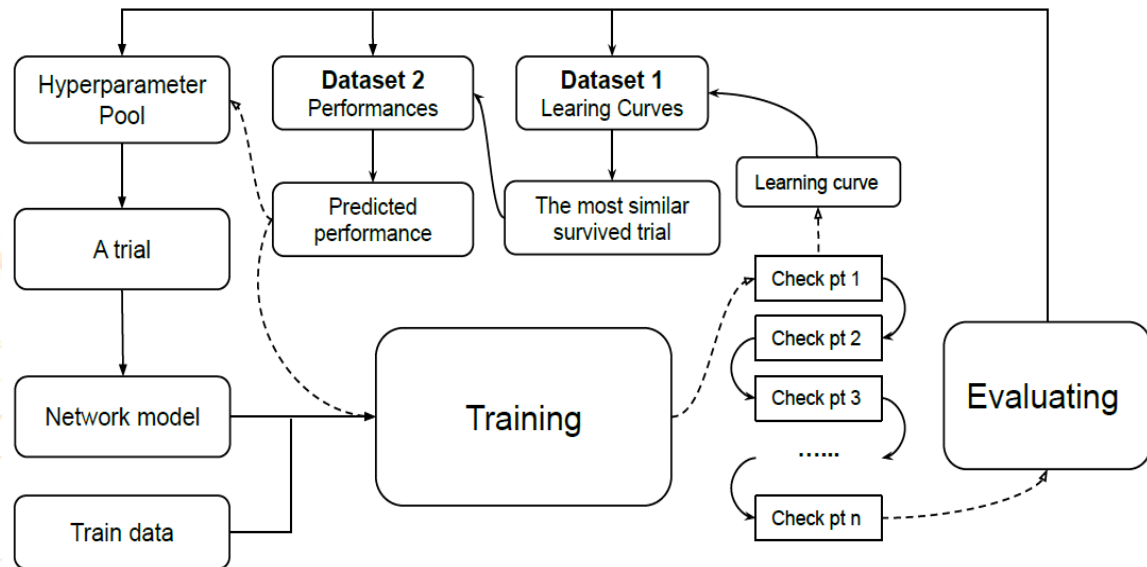 Hyperparameter
Pool
Dataset 2
Performances
Dataset 1
Learing Curves
Learning curve
A trial
Predicted
performance
The most similar
survived trial
Check pt 1
Check pt 2
Check pt 3
…...
Check pt n
Network model
Training
Evaluating
Train data